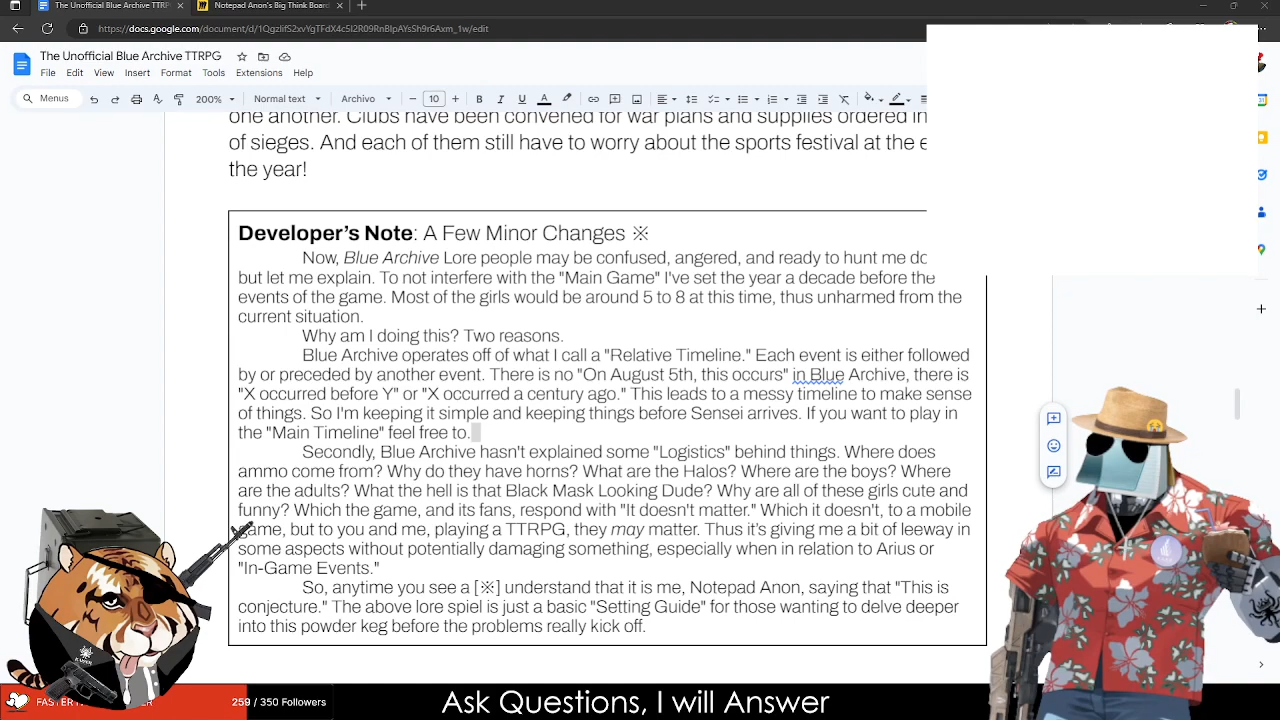 The Unofficial Blue Archive TTRPG
Notepad Anon's Big Think Board
The Unofficial Blue Archive TTRPG
File Edit View Insert Format Tools Extensions Help
Menus 200% Normal text Archivo 10 B I U A
one another. Clubs have been convened for war plans and supplies ordered in
of sieges. And each of them still have to worry about the sports festival at the e
the year!
Developer's Note: A Few Minor Changes ※
Now, Blue Archive Lore people may be confused, angered, and ready to hunt me do
but let me explain. To not interfere with the "Main Game" I've set the year a decade before the
events of the game. Most of the girls would be around 5 to 8 at this time, thus unharmed from the
current situation.
Why am I doing this? Two reasons.
Blue Archive operates off of what I call a "Relative Timeline." Each event is either followed
by or preceded by another event. There is no "On August 5th, this occurs" in Blue Archive, there is
"X occurred before Y" or "X occurred a century ago." This leads to a messy timeline to make sense
of things. So I'm keeping it simple and keeping things before Sensei arrives. If you want to play in
the "Main Timeline" feel free to.
Secondly, Blue Archive hasn't explained some "Logistics" behind things. Where does
ammo come from? Why do they have horns? What are the Halos? Where are the boys? Where
are the adults? What the hell is that Black Mask Looking Dude? Why are all of these girls cute and
funny? Which the game, and its fans, respond with "It doesn't matter." Which it doesn't, to a mobile
game, but to you and me, playing a TTRPG, they may matter. Thus it's giving me a bit of leeway in
some aspects without potentially damaging something, especially when in relation to Arius or
"In-Game Events."
So, anytime you see a [※] understand that it is me, Notepad Anon, saying that "This is
conjecture." The above lore spiel is just a basic "Setting Guide" for those wanting to delve deeper
into this powder keg before the problems really kick off.
259 / 350 Followers
Ask Questions, I will Answer